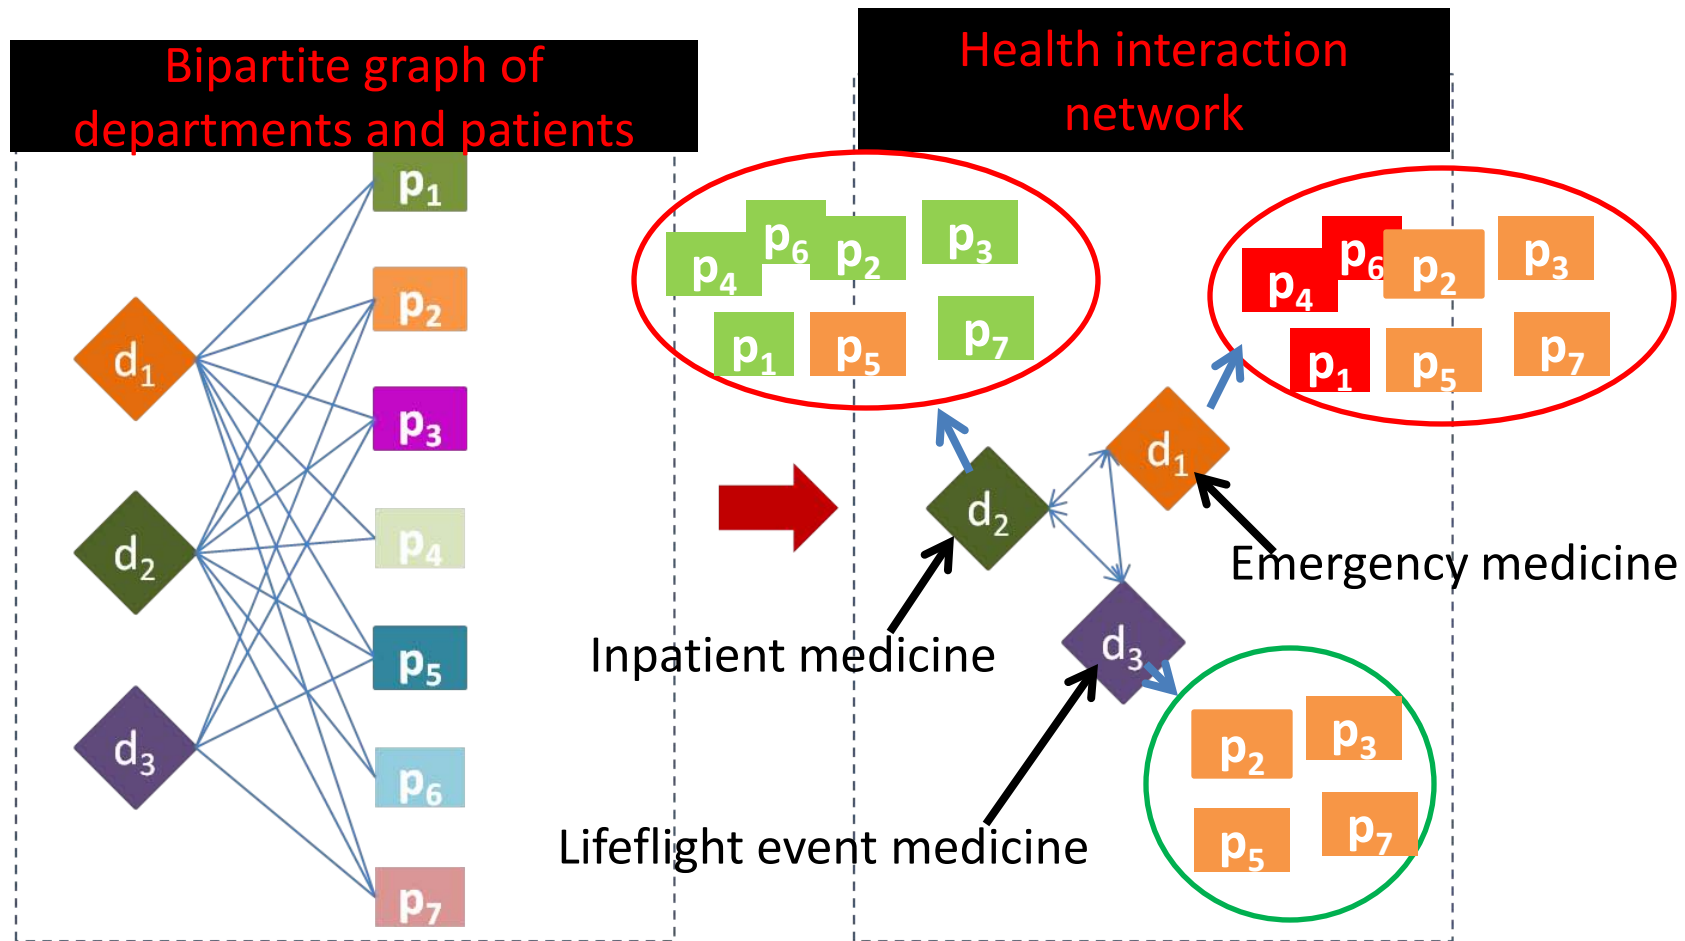 Bipartite graph of
departments and patients
Health interaction
network
p1
p2
p3
p4
p5
p6
p7
d1
d2
d3
p4
p6
p2
p3
p1
p5
p7
p4
p6
p2
p3
p1
p5
p7
d1
d2
d3
Emergency medicine
Inpatient medicine
Lifeflight event medicine
p2
p3
p5
p7